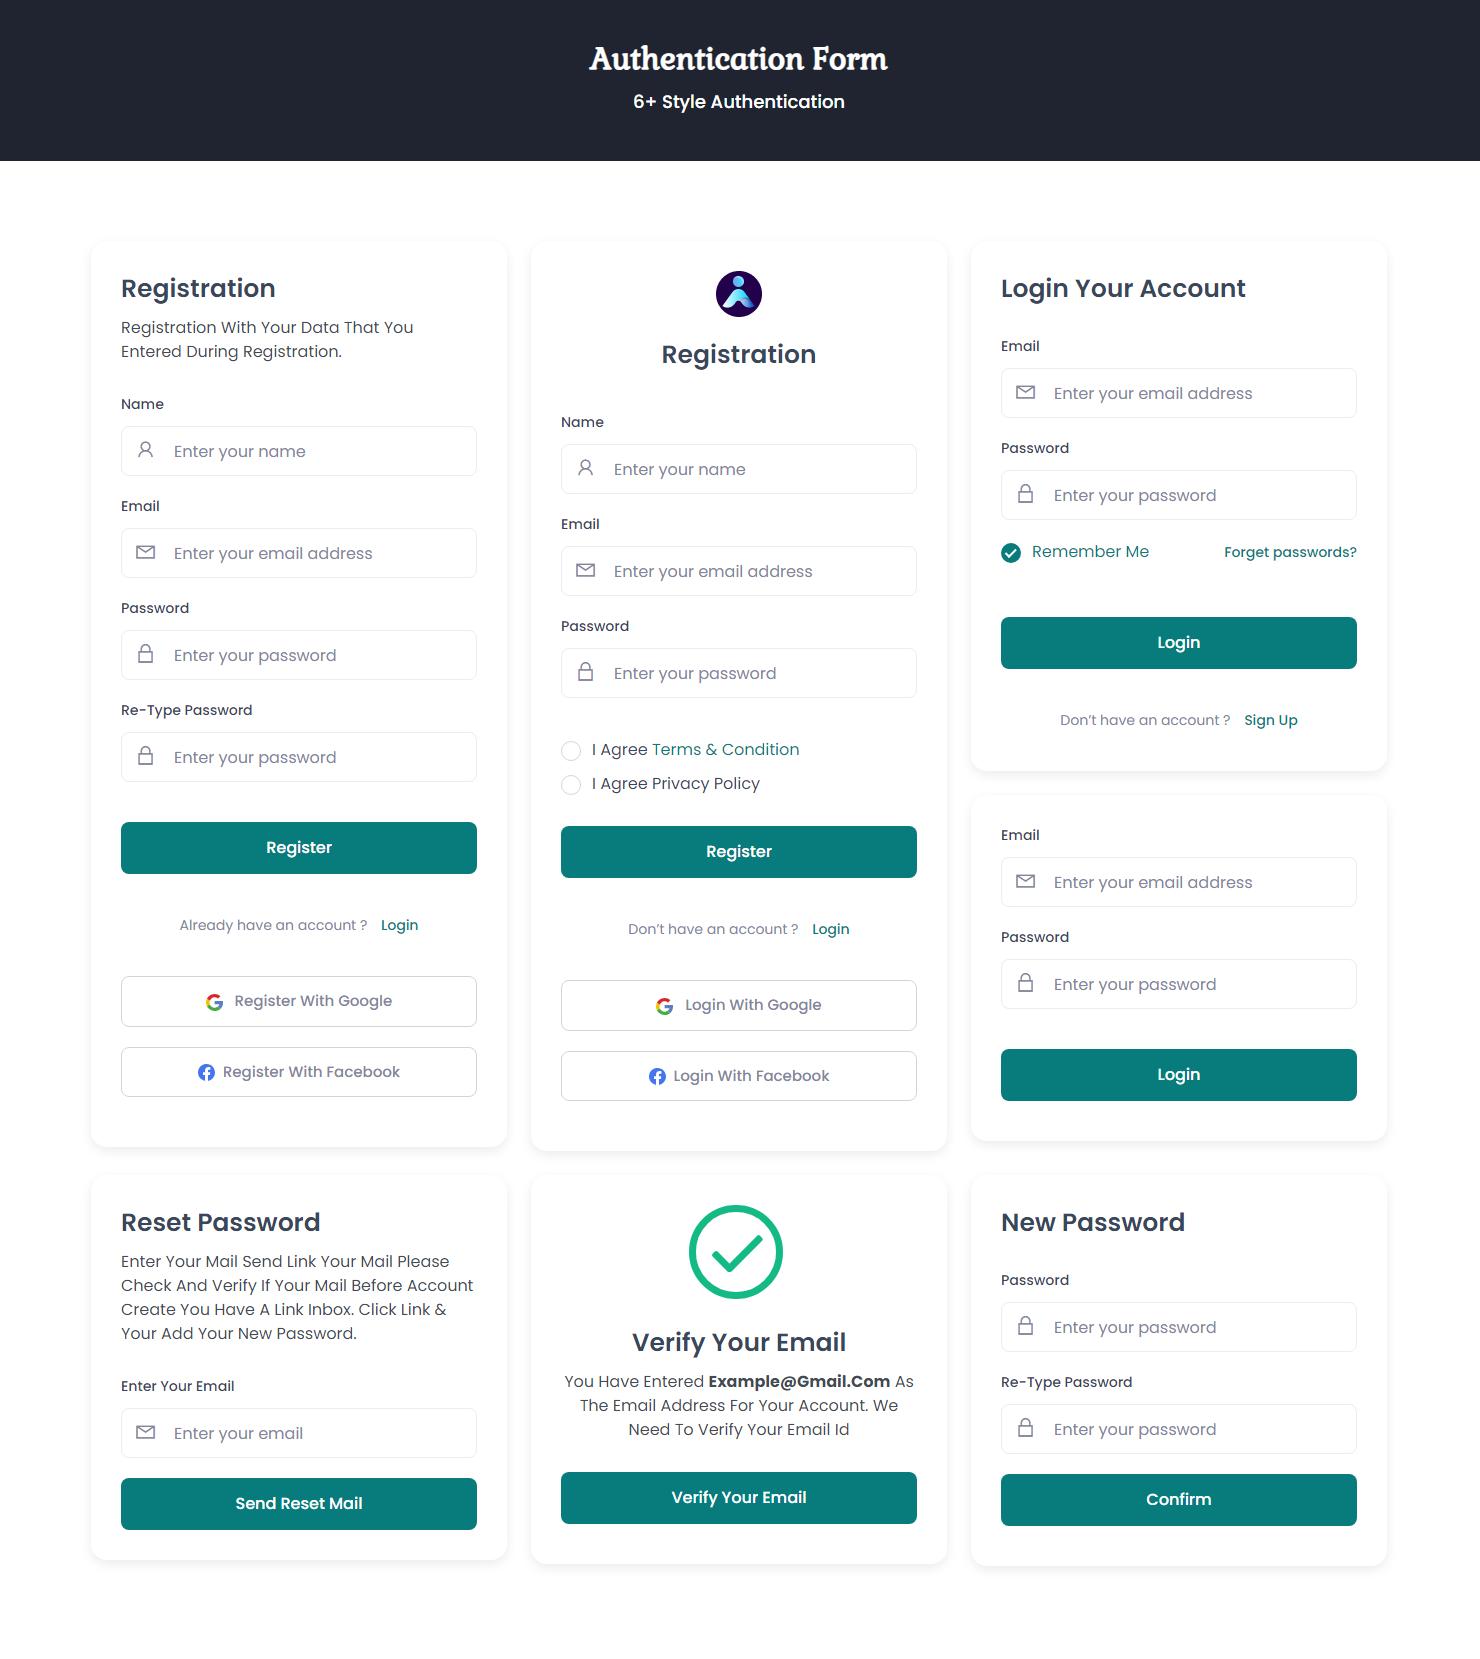 Authentication Form
6+ Style Authentication
Registration
Registration With Your Data That You
Entered During Registration.
Name
Enter your name
Email
Enter your email address
Password
Enter your password
Re-Type Password
Enter your password
Register
Already have an account ? Login
Register With Google
Register With Facebook
Registration
Name
Enter your name
Email
Enter your email address
Password
Enter your password
I Agree Terms & Condition
I Agree Privacy Policy
Register
Don't have an account ? Login
Login With Google
Login With Facebook
Login Your Account
Email
Enter your email address
Password
Enter your password
Remember Me
Forget passwords?
Login
Don't have an account ? Sign Up
Email
Enter your email address
Password
Enter your password
Login
Reset Password
Enter Your Mail Send Link Your Mail Please
Check And Verify If Your Mail Before Account
Create You Have A Link Inbox. Click Link &
Your Add Your New Password.
Enter Your Email
Enter your email
Send Reset Mail
Verify Your Email
You Have Entered Example@Gmail.Com As
The Email Address For Your Account. We
Need To Verify Your Email Id
Verify Your Email
New Password
Password
Enter your password
Re-Type Password
Enter your password
Confirm